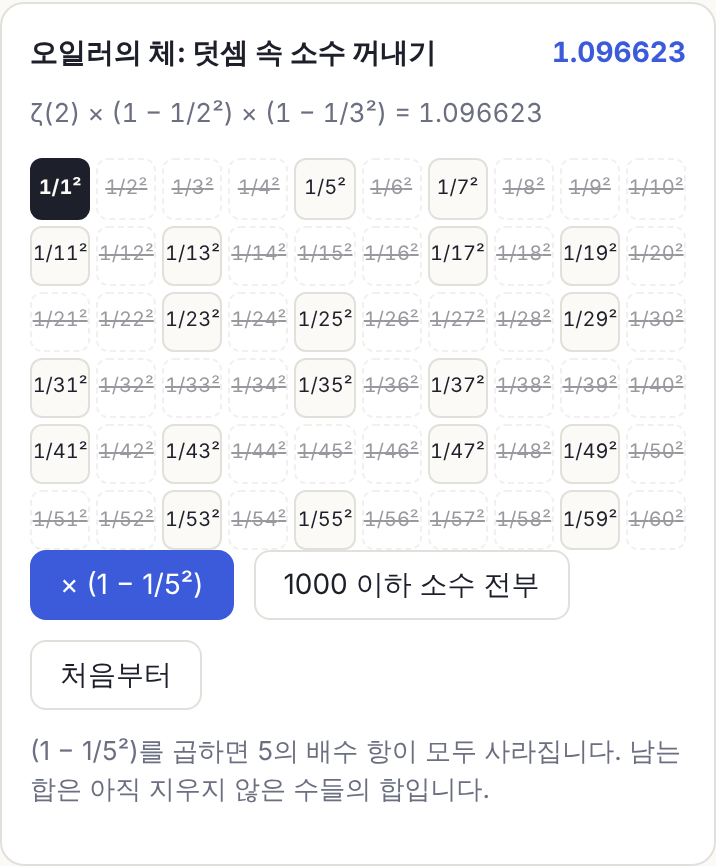 오일러의 체: 덧셈 속 소수 꺼내기 1.096623
ζ(2) × (1 − 1/2²) × (1 − 1/3²) = 1.096623
1/1² 1/2² 1/3² 1/4² 1/5² 1/6² 1/7² 1/8² 1/9² 1/10²
1/11² 1/12² 1/13² 1/14² 1/15² 1/16² 1/17² 1/18² 1/19² 1/20²
1/21² 1/22² 1/23² 1/24² 1/25² 1/26² 1/27² 1/28² 1/29² 1/30²
1/31² 1/32² 1/33² 1/34² 1/35² 1/36² 1/37² 1/38² 1/39² 1/40²
1/41² 1/42² 1/43² 1/44² 1/45² 1/46² 1/47² 1/48² 1/49² 1/50²
1/51² 1/52² 1/53² 1/54² 1/55² 1/56² 1/57² 1/58² 1/59² 1/60²
× (1 − 1/5²) 1000 이하 소수 전부
처음부터
(1 − 1/5²)를 곱하면 5의 배수 항이 모두 사라집니다. 남는
합은 아직 지우지 않은 수들의 합입니다.